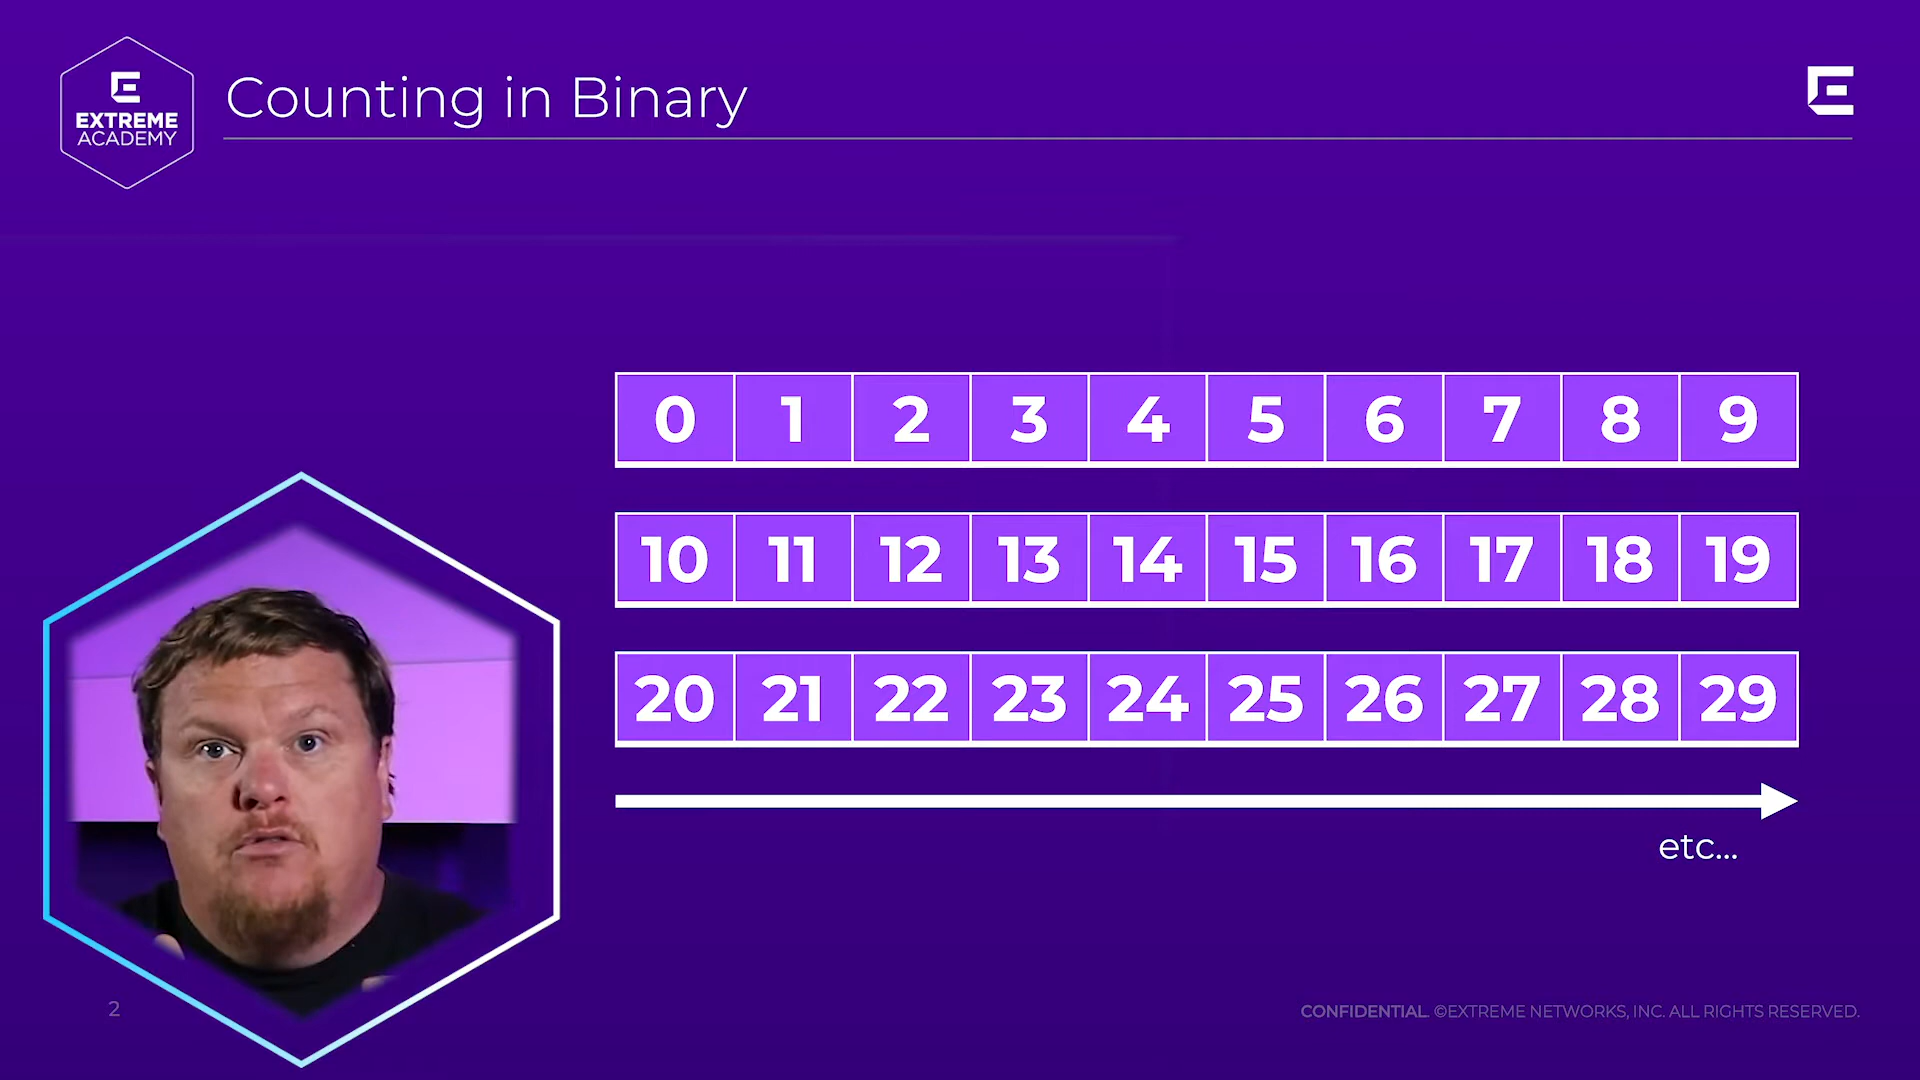 EXTREME
ACADEMY
Counting in Binary
0 1 2 3 4 5 6 7 8 9
10 11 12 13 14 15 16 17 18 19
20 21 22 23 24 25 26 27 28 29
etc...
2
CONFIDENTIAL. ©EXTREME NETWORKS, INC. ALL RIGHTS RESERVED.